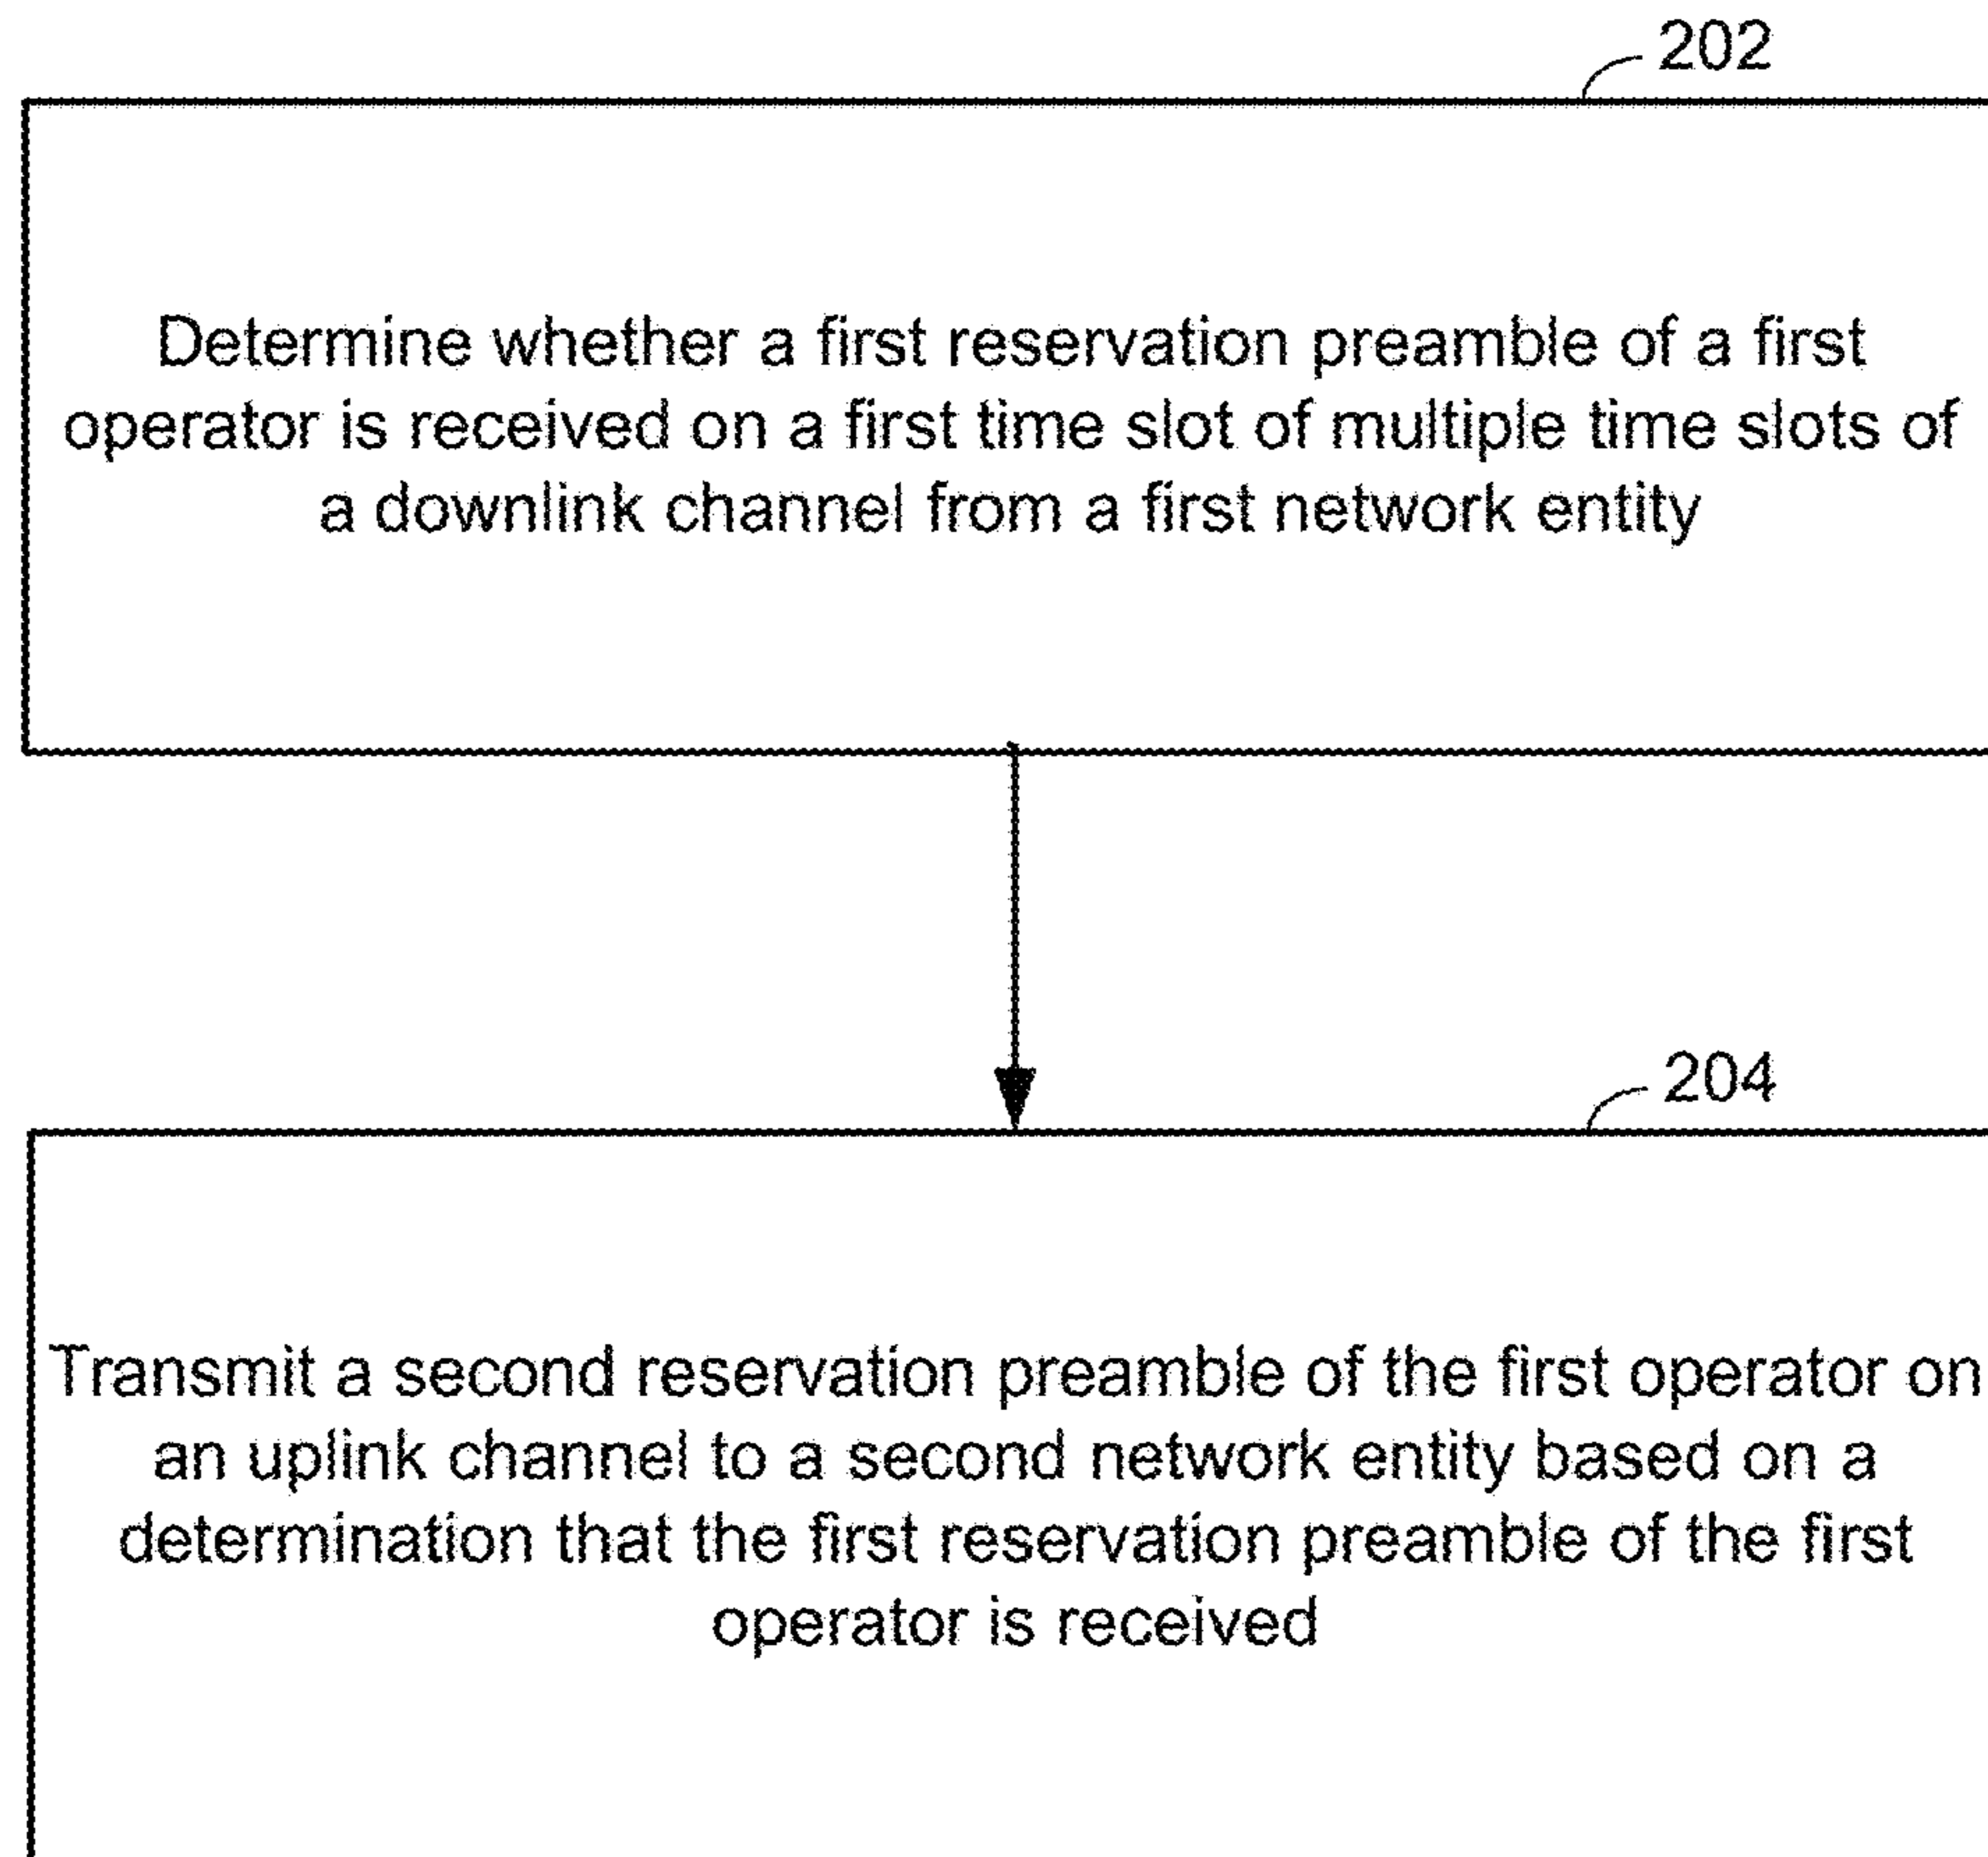 202
Determine whether a first reservation preamble of a first
operator is received on a first time slot of multiple time slots of
a downlink channel from a first network entity
204
Transmit a second reservation preamble of the first operator on
an uplink channel to a second network entity based on a
determination that the first reservation preamble of the first
operator is received